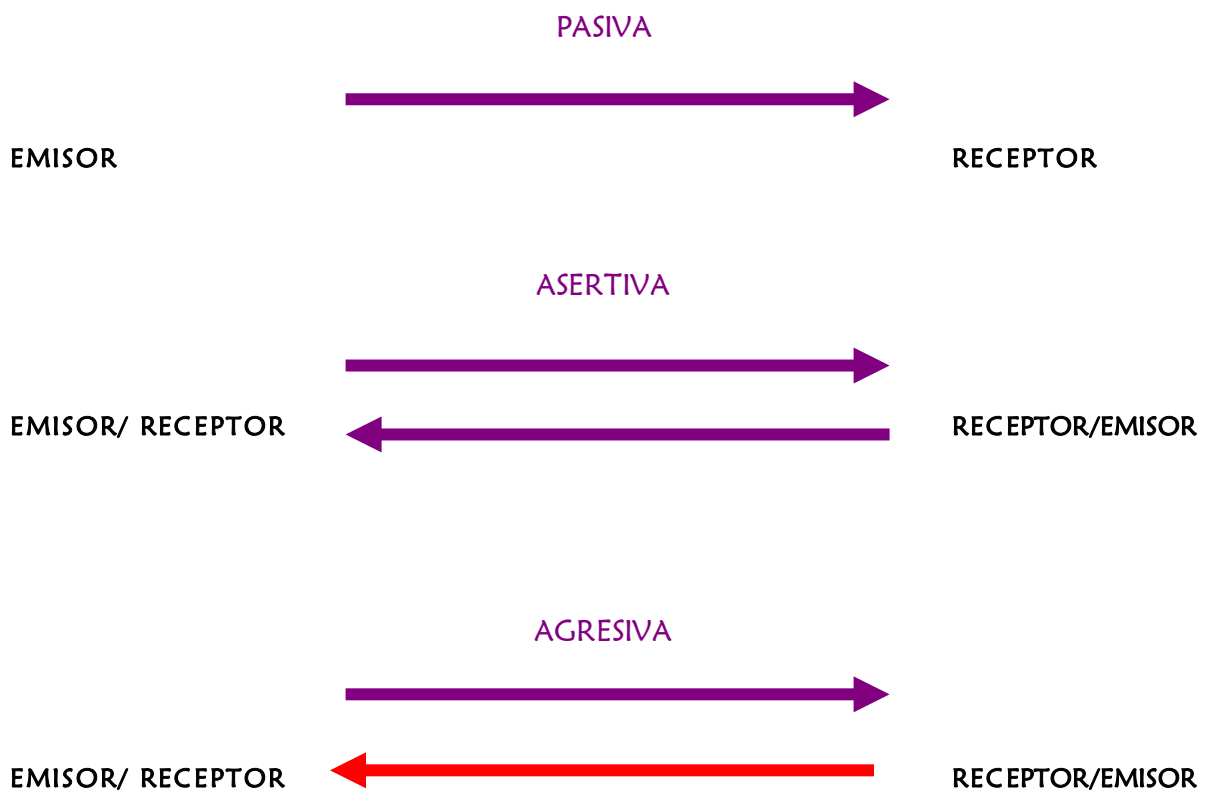 PASIVA
EMISOR
RECEPTOR
ASERTIVA
EMISOR/ RECEPTOR
RECEPTOR/EMISOR
AGRESIVA
EMISOR/ RECEPTOR
RECEPTOR/EMISOR